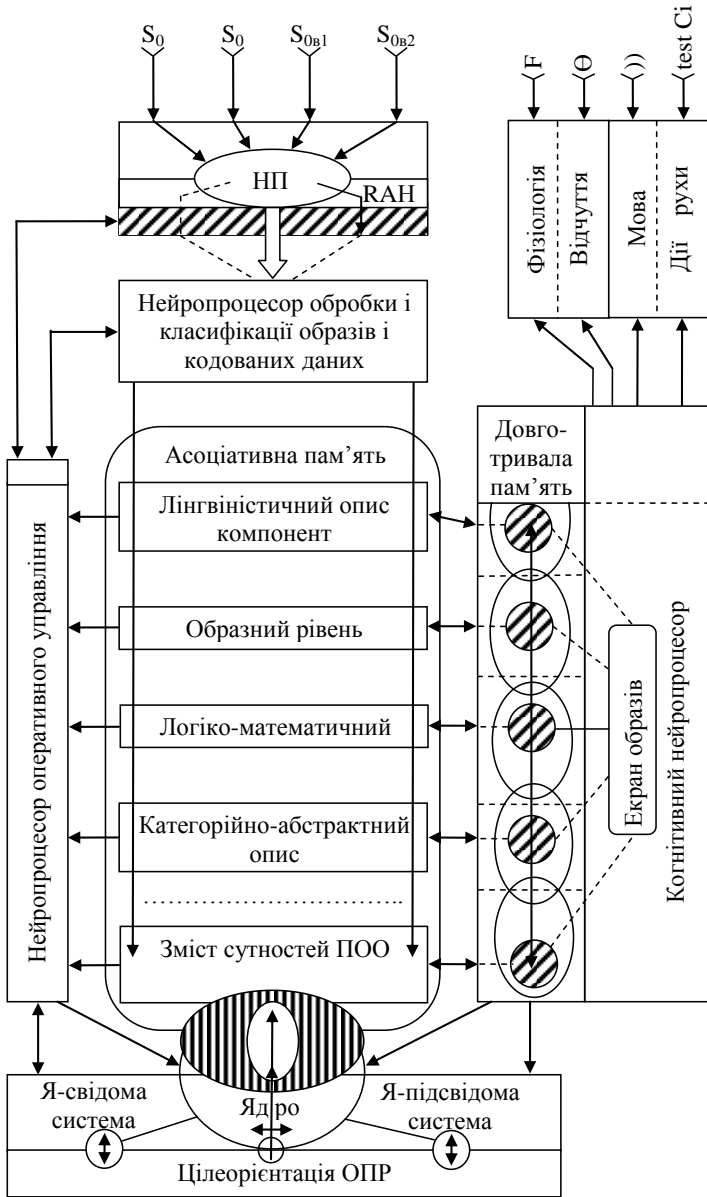 S0 S0 S0в1 S0в2
F
Ө
))
test Ci
НП
RAH
Фізіологія
Відчуття
Мова
Дії рухи
Нейропроцесор обробки і
класифікації образів і
кодованих даних
Довго-
тривала
пам’ять
Асоціативна пам’ять
Лінгвіністичний опис
компонент
Образний рівень
Логіко-математичний
Категорійно-абстрактний
опис
....................................
Зміст сутностей ПОО
Нейропроцесор оперативного управління
Екран образів
Когнітивний нейропроцесор
Я-свідома
система
Ядро
Я-підсвідома
система
Цілеорієнтація ОПР